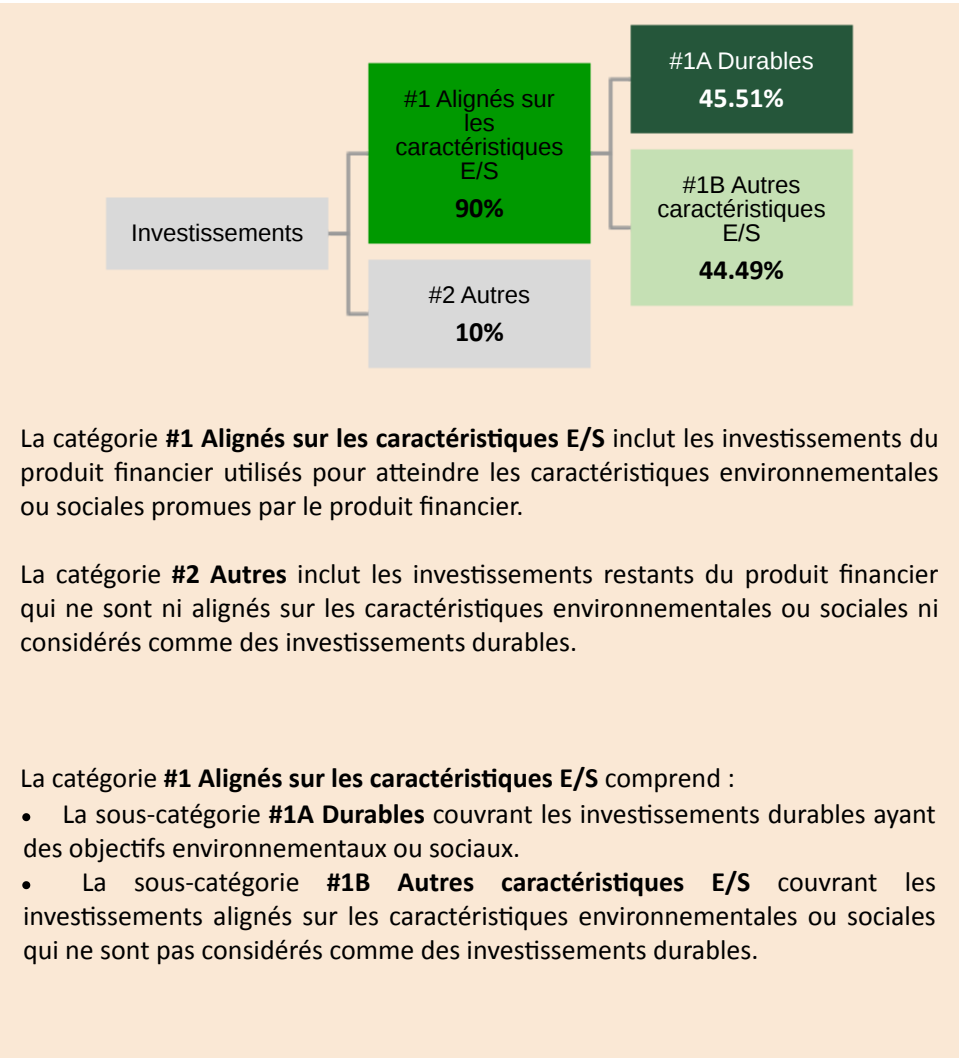 #1A Durables
45.51%
#1 Alignés sur
les
caractéristiques
E/S
90%
#1B Autres
caractéristiques
E/S
44.49%
Investissements
#2 Autres
10%
La catégorie #1 Alignés sur les caractéristiques E/S inclut les investissements du
produit financier utilisés pour atteindre les caractéristiques environnementales
ou sociales promues par le produit financier.
La catégorie #2 Autres inclut les investissements restants du produit financier
qui ne sont ni alignés sur les caractéristiques environnementales ou sociales ni
considérés comme des investissements durables.
La catégorie #1 Alignés sur les caractéristiques E/S comprend :
• La sous-catégorie #1A Durables couvrant les investissements durables ayant
des objectifs environnementaux ou sociaux.
• La sous-catégorie #1B Autres caractéristiques E/S couvrant les
investissements alignés sur les caractéristiques environnementales ou sociales
qui ne sont pas considérés comme des investissements durables.